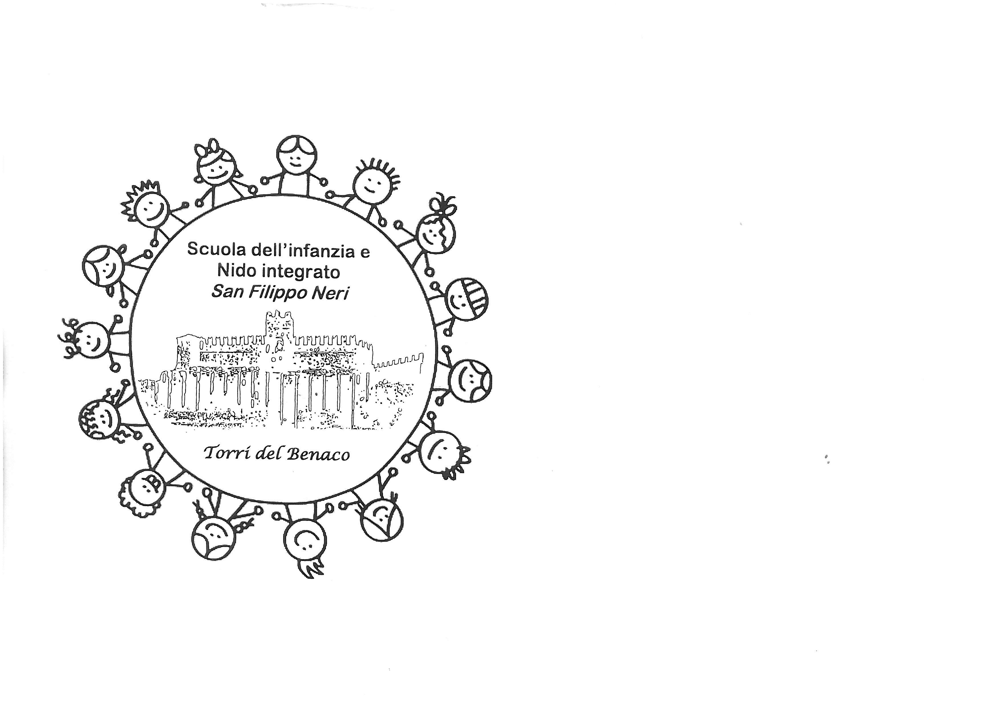 Scuola dell'infanzia e
Nido integrato
San Filippo Neri
Torri del Benaco